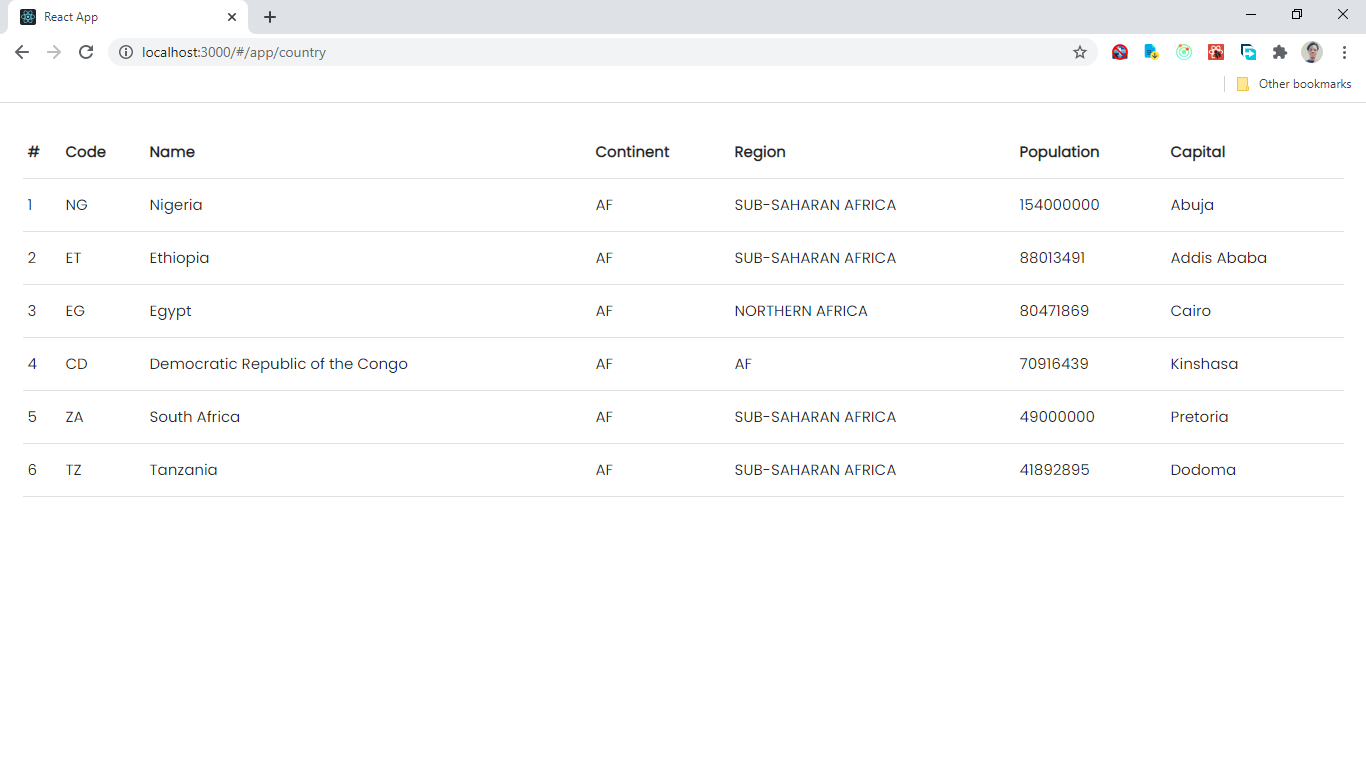 React App
localhost:3000/#/app/country
Other bookmarks
# Code Name Continent Region Population Capital
1 NG Nigeria AF SUB-SAHARAN AFRICA 154000000 Abuja
2 ET Ethiopia AF SUB-SAHARAN AFRICA 88013491 Addis Ababa
3 EG Egypt AF NORTHERN AFRICA 80471869 Cairo
4 CD Democratic Republic of the Congo AF AF 70916439 Kinshasa
5 ZA South Africa AF SUB-SAHARAN AFRICA 49000000 Pretoria
6 TZ Tanzania AF SUB-SAHARAN AFRICA 41892895 Dodoma